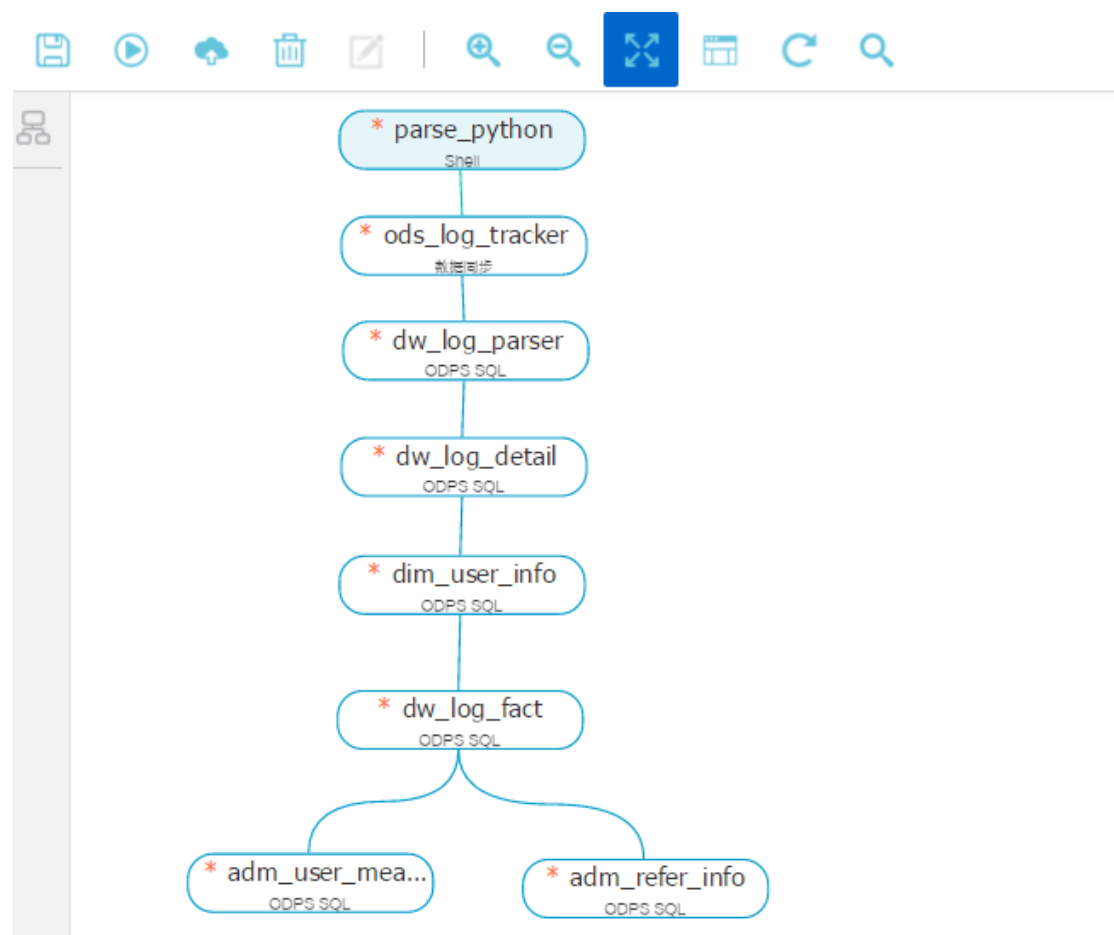 * parse_python
Shell
* ods_log_tracker
数据同步
* dw_log_parser
ODPS SQL
* dw_log_detail
ODPS SQL
* dim_user_info
ODPS SQL
* dw_log_fact
ODPS SQL
* adm_user_mea...
ODPS SQL
* adm_refer_info
ODPS SQL